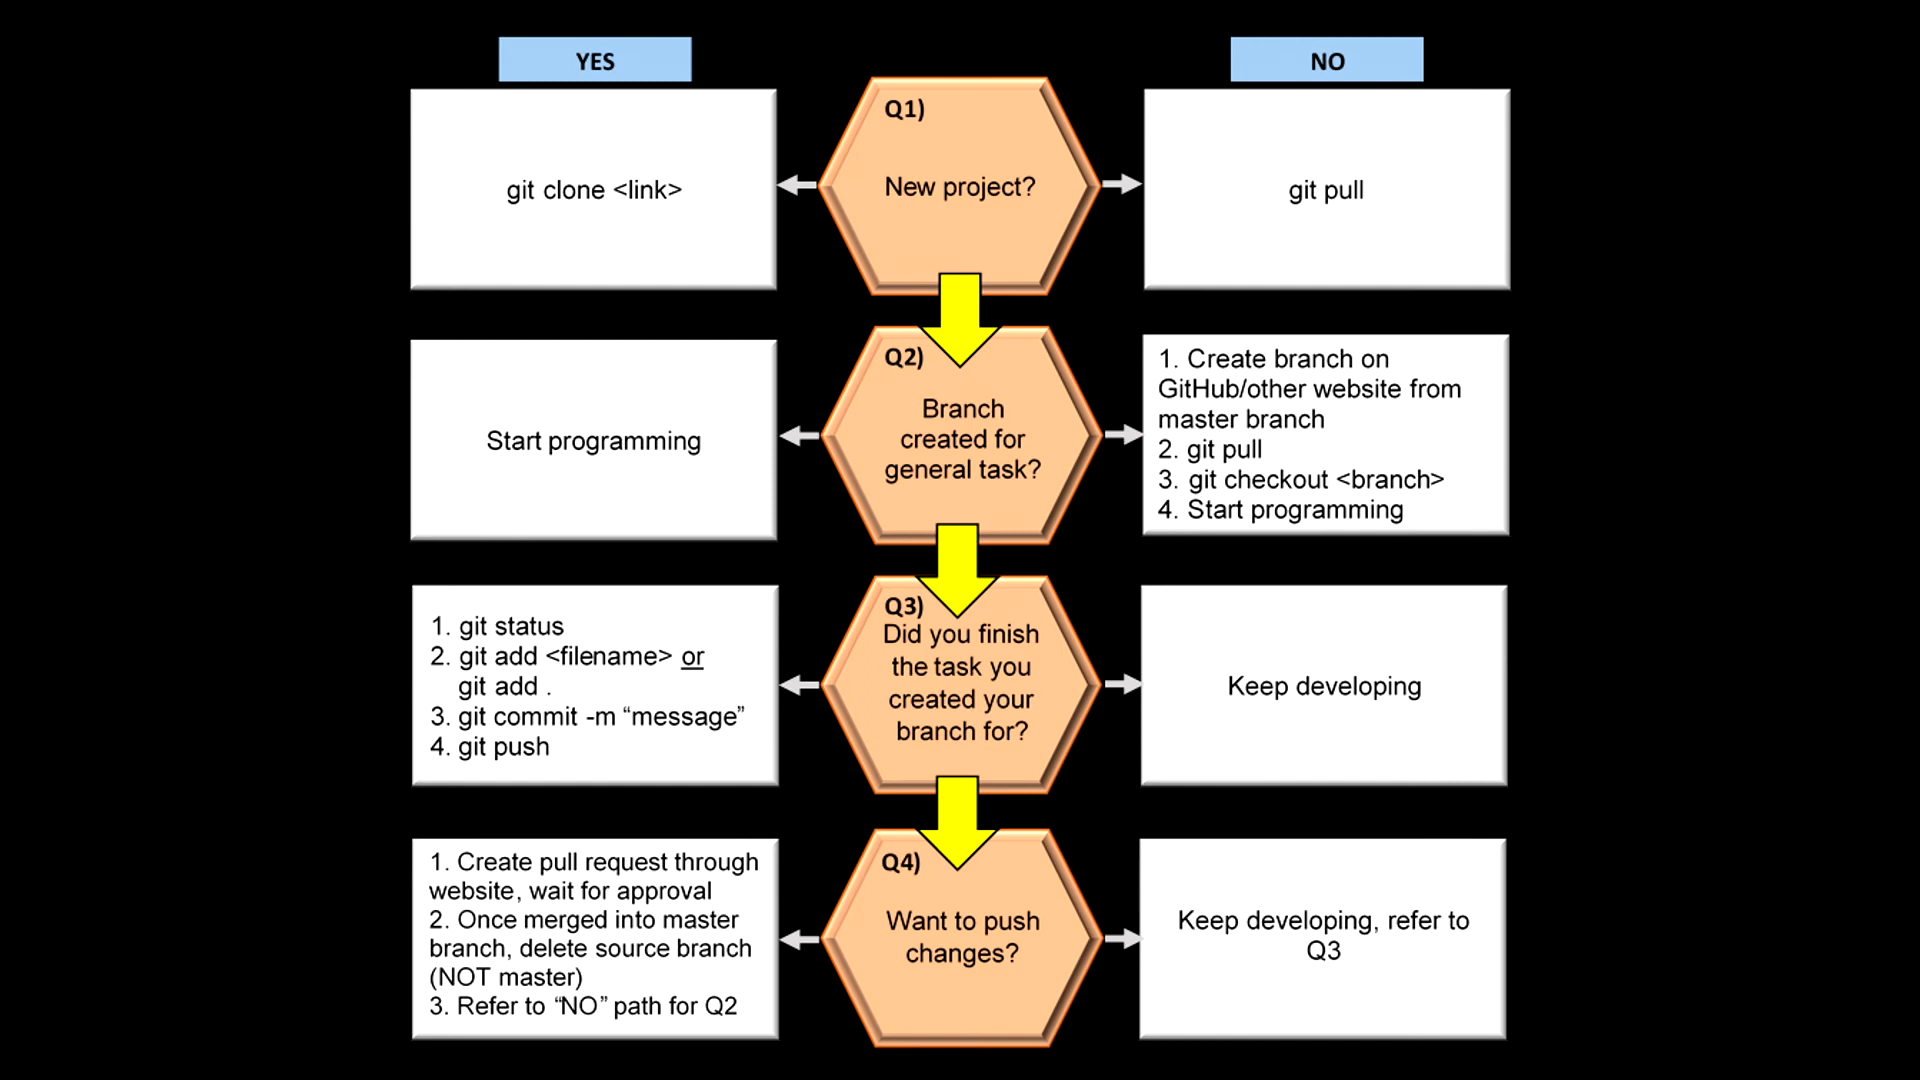 YES
NO
Q1)
New project?
git clone <link>
git pull
Q2)
Branch
created for
general task?
Start programming
1. Create branch on
GitHub/other website from
master branch
2. git pull
3. git checkout <branch>
4. Start programming
Q3)
Did you finish
the task you
created your
branch for?
1. git status
2. git add <filename> or
git add .
3. git commit -m “message”
4. git push
Keep developing
Q4)
Want to push
changes?
1. Create pull request through
website, wait for approval
2. Once merged into master
branch, delete source branch
(NOT master)
3. Refer to “NO” path for Q2
Keep developing, refer to
Q3